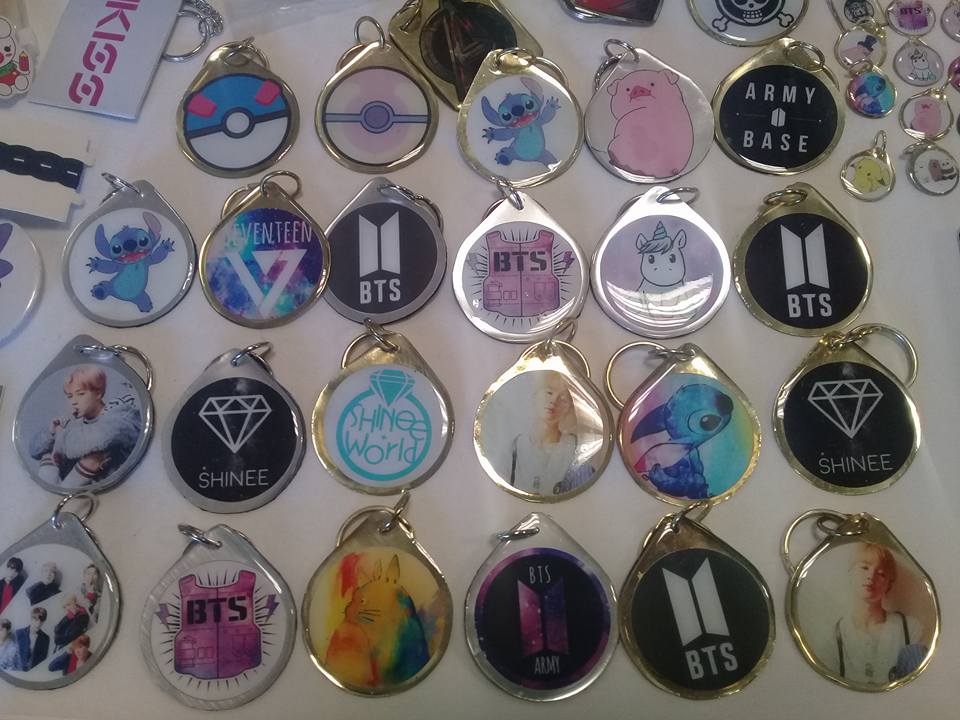 KISS
ARMY
BASE
SEVENTEEN
BTS
BTS
BTS
SHINEE
SHINee
World
SHINEE
BTS
BTS
ARMY
BTS